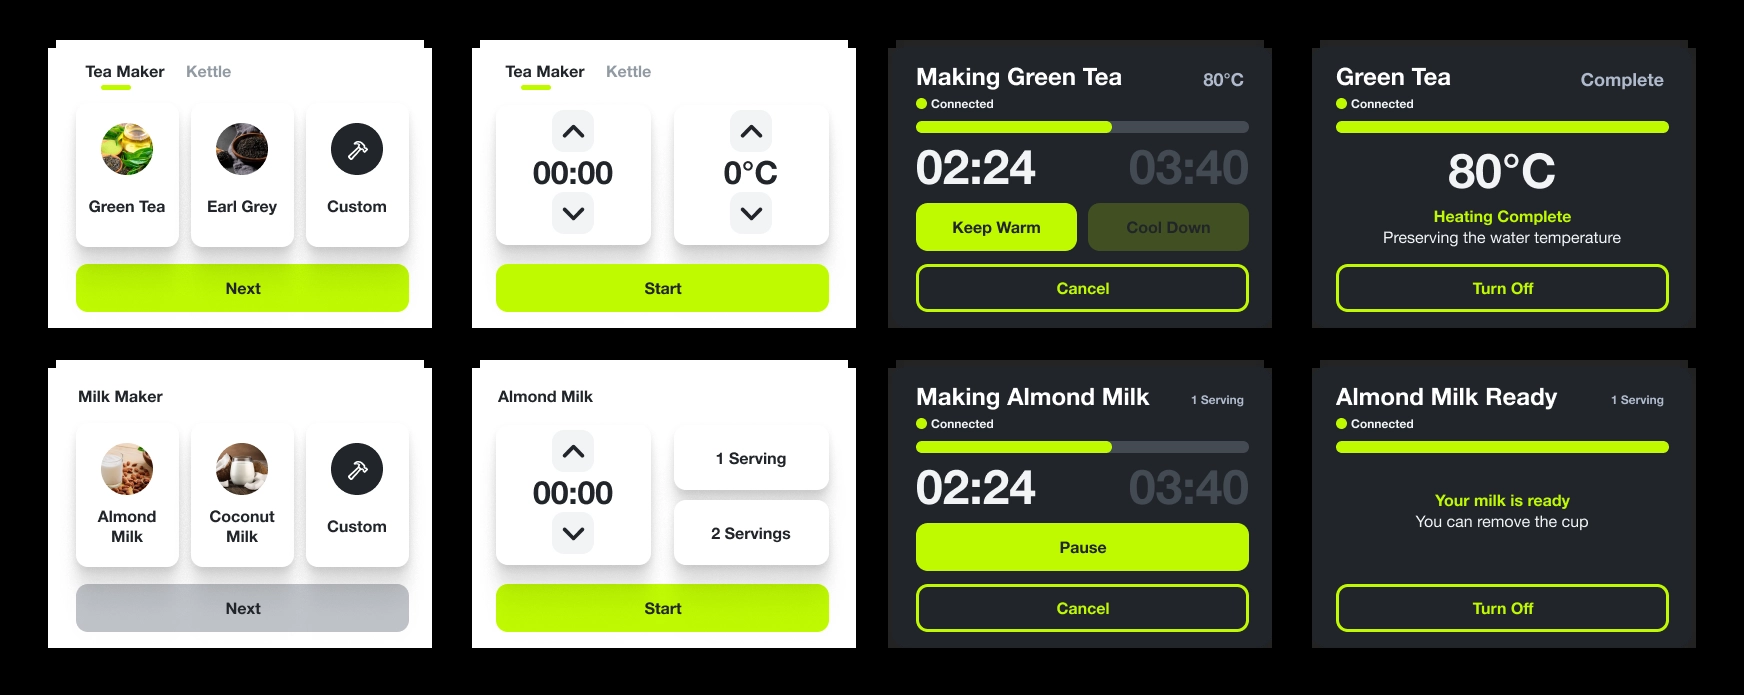 Tea Maker Kettle
Green Tea
Earl Grey
Custom
Next
Tea Maker Kettle
00:00
0°C
Start
Making Green Tea
80°C
Connected
02:24
03:40
Keep Warm
Cool Down
Cancel
Green Tea
Complete
Connected
80°C
Heating Complete
Preserving the water temperature
Turn Off
Milk Maker
Almond
Milk
Coconut
Milk
Custom
Next
Almond Milk
00:00
1 Serving
2 Servings
Start
Making Almond Milk
1 Serving
Connected
02:24
03:40
Pause
Cancel
Almond Milk Ready
1 Serving
Connected
Your milk is ready
You can remove the cup
Turn Off